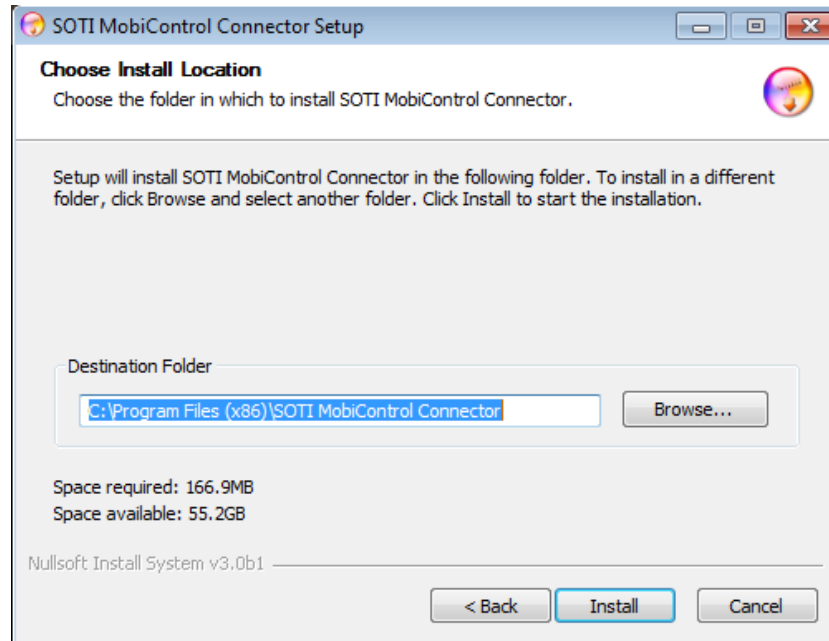 SOTI MobiControl Connector Setup
Choose Install Location
Choose the folder in which to install SOTI MobiControl Connector.
Setup will install SOTI MobiControl Connector in the following folder. To install in a different
folder, click Browse and select another folder. Click Install to start the installation.
Destination Folder
C:\Program Files (x86)\SOTI MobiControl Connector
Browse...
Space required: 166.9MB
Space available: 55.2GB
Nullsoft Install System v3.0b1
< Back
Install
Cancel